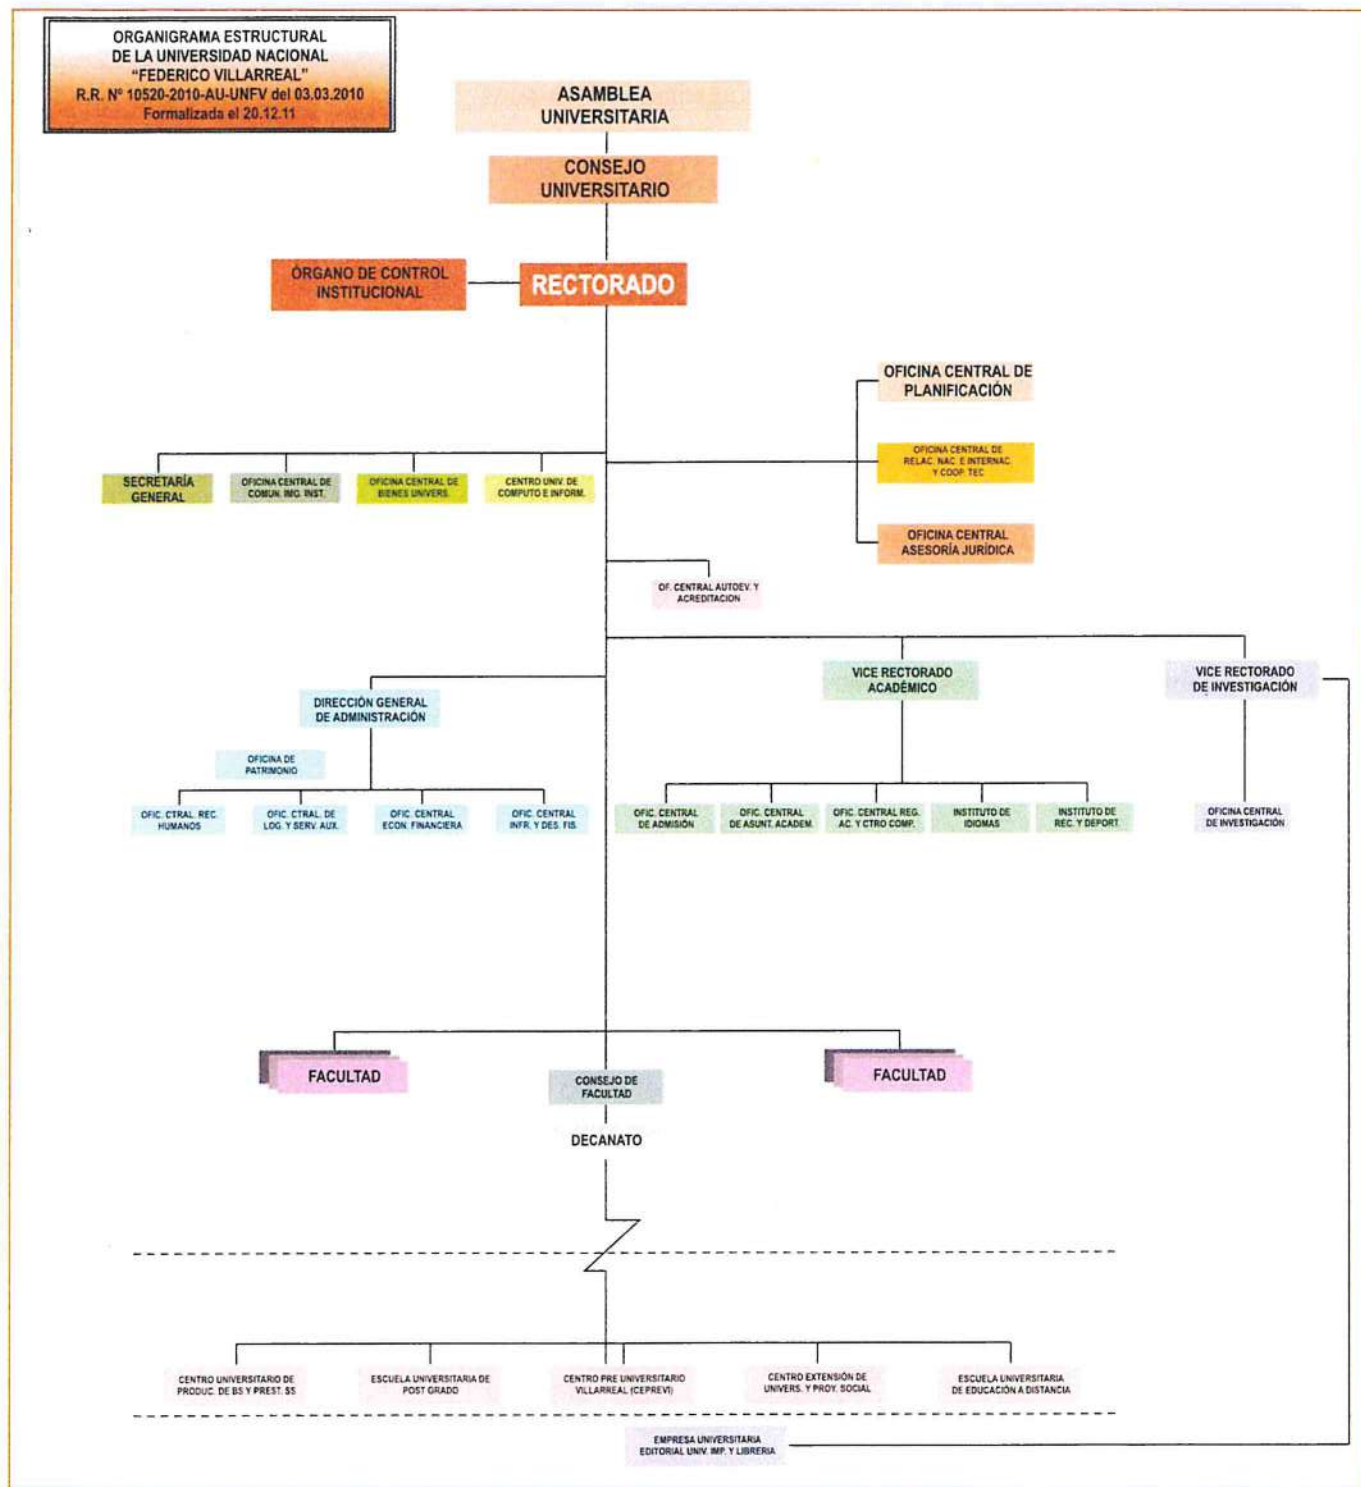 ORGANIGRAMA ESTRUCTURAL
DE LA UNIVERSIDAD NACIONAL
"FEDERICO VILLARREAL"
R.R. Nº 10520-2010-AU-UNFV del 03.03.2010
Formalizada el 20.12.11
ASAMBLEA
UNIVERSITARIA
CONSEJO
UNIVERSITARIO
ÓRGANO DE CONTROL
INSTITUCIONAL
RECTORADO
OFICINA CENTRAL DE
PLANIFICACIÓN
OFICINA CENTRAL DE
RELAC. NAC. E INTERNAC.
Y COOP. TEC
OFICINA CENTRAL
ASESORÍA JURÍDICA
SECRETARÍA
GENERAL
OFICINA CENTRAL DE
COMUN. IMG. INST.
OFICINA CENTRAL DE
BIENES UNIVERS.
CENTRO UNIV. DE
COMPUTO E INFORM.
OF. CENTRAL AUTOEV. Y
ACREDITACION
VICE RECTORADO
ACADÉMICO
VICE RECTORADO
DE INVESTIGACIÓN
DIRECCIÓN GENERAL
DE ADMINISTRACIÓN
OFICINA DE
PATRIMONIO
OFIC. CTRAL. REC.
HUMANOS
OFIC. CTRAL. DE
LOG. Y SERV. AUX.
OFIC. CENTRAL
ECON. FINANCIERA
OFIC. CENTRAL
INFR. Y DES. FIS.
OFIC. CENTRAL
DE ADMISIÓN
OFIC. CENTRAL
DE ASUNT. ACADEM.
OFIC. CENTRAL REG.
AC. Y CTRO COMP.
INSTITUTO DE
IDIOMAS
INSTITUTO DE
REC. Y DEPORT.
OFICINA CENTRAL
DE INVESTIGACIÓN
FACULTAD
CONSEJO DE
FACULTAD
FACULTAD
DECANATO
CENTRO UNIVERSITARIO DE
PRODUC. DE BS Y PREST. SS
ESCUELA UNIVERSITARIA DE
POST GRADO
CENTRO PRE UNIVERSITARIO
VILLARREAL (CEPREVI)
CENTRO EXTENSIÓN DE
UNIVERS. Y PROY. SOCIAL
ESCUELA UNIVERSITARIA
DE EDUCACIÓN A DISTANCIA
EMPRESA UNIVERSITARIA
EDITORIAL UNIV. IMP. Y LIBRERIA